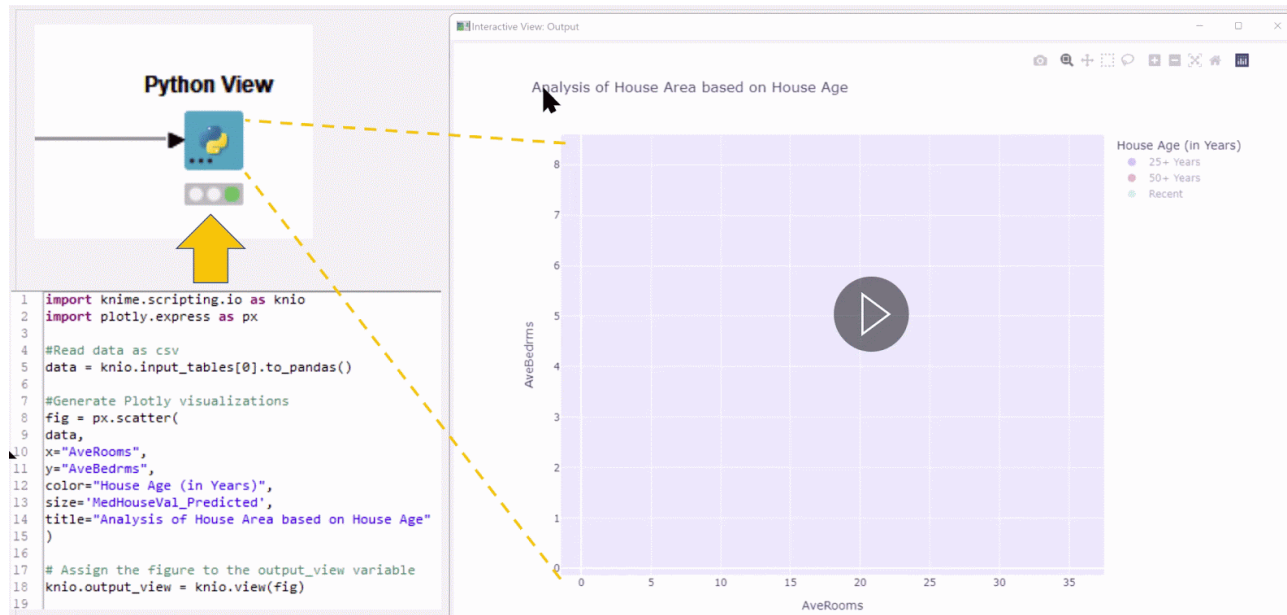 Python View
1 import knime.scripting.io as knio
2 import plotly.express as px
3
4 #Read data as csv
5 data = knio.input_tables[0].to_pandas()
6
7 #Generate Plotly visualizations
8 fig = px.scatter(
9 data,
10 x="AveRooms",
11 y="AveBedrms",
12 color="House Age (in Years)",
13 size='MedHouseVal_Predicted',
14 title="Analysis of House Area based on House Age"
15 )
16
17 # Assign the figure to the output_view variable
18 knio.output_view = knio.view(fig)
19
Interactive View: Output
Analysis of House Area based on House Age
House Age (in Years)
25+ Years
50+ Years
Recent
AveBedrms
8
7
6
5
4
3
2
1
0
0 5 10 15 20 25 30 35
AveRooms